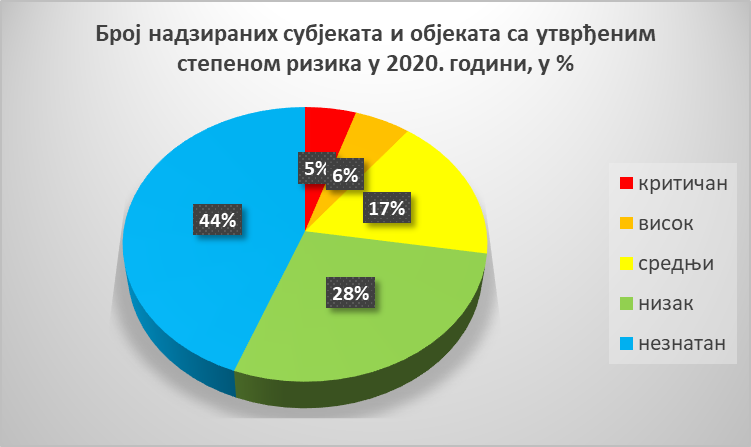 Број надзираних субјеката и објеката са утврђеним
степеном ризика у 2020. години, у %
5%
6%
17%
28%
44%
критичан
висок
средњи
низак
незнатан